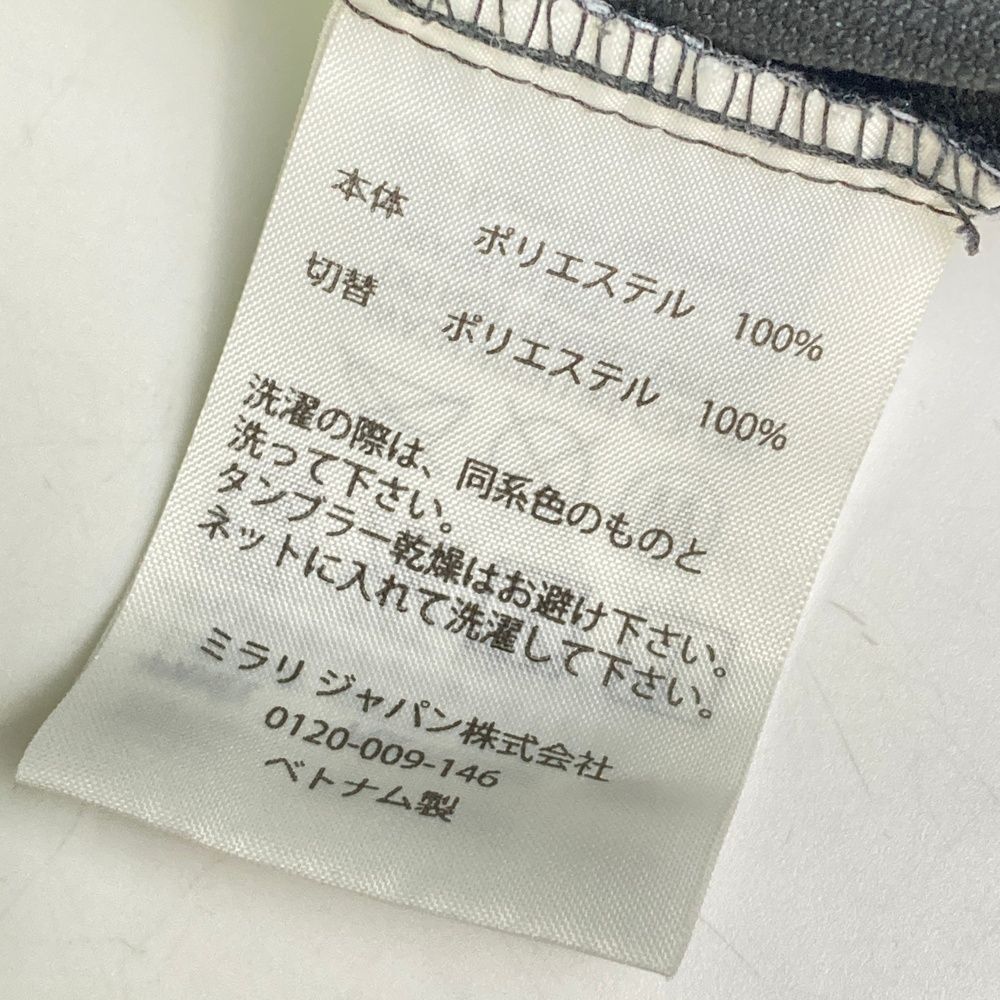 本体 ポリエステル 100%
切替 ポリエステル 100%
洗濯の際は、同系色のものと
洗って下さい。
タンブラー乾燥はお避け下さい。
ネットに入れて洗濯して下さい。
ミラリ ジャパン株式会社
0120-009-146
ベトナム製